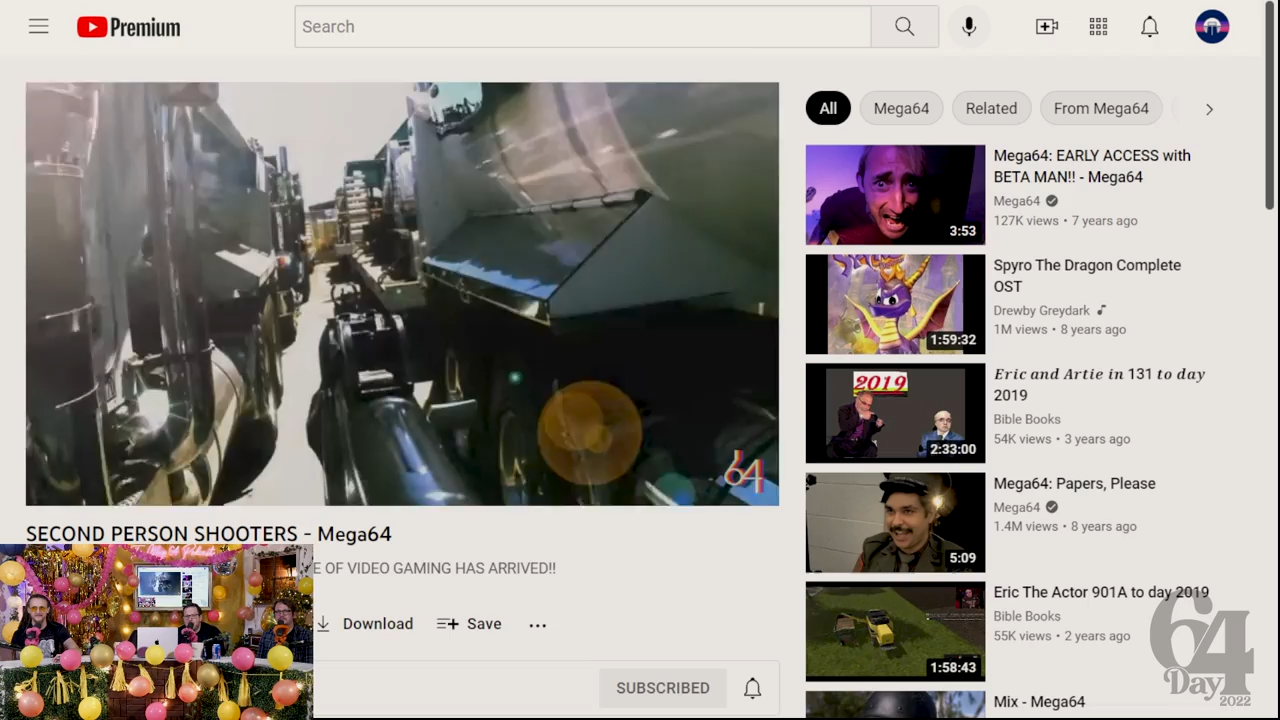 Premium
Search
All
Mega64
Related
From Mega64
64
SECOND PERSON SHOOTERS - Mega64
E OF VIDEO GAMING HAS ARRIVED!!
Download
Save
SUBSCRIBED
Mega64: EARLY ACCESS with
BETA MAN!! - Mega64
Mega64
127K views • 7 years ago
3:53
Spyro The Dragon Complete
OST
Drewby Greydark
1M views • 8 years ago
1:59:32
Eric and Artie in 131 to day
2019
Bible Books
54K views • 3 years ago
2019
2:33:00
Mega64: Papers, Please
Mega64
1.4M views • 8 years ago
5:09
Eric The Actor 901A to day 2019
Bible Books
55K views • 2 years ago
1:58:43
Mix - Mega64
64
Day
2022